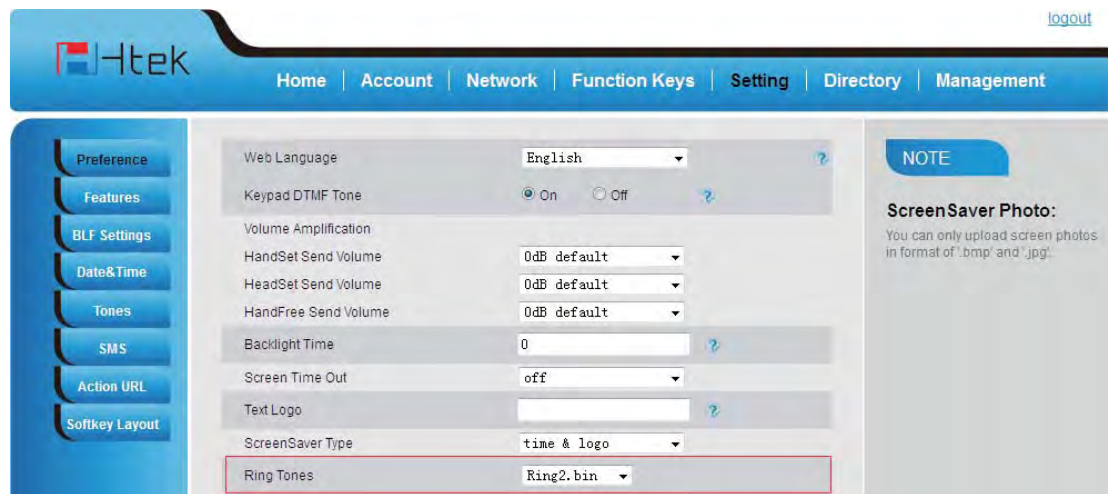 logout
Htek
Home | Account | Network | Function Keys | Setting | Directory | Management
Preference
Features
BLF Settings
Date&Time
Tones
SMS
Action URL
Softkey Layout
Web Language English ?
Keypad DTMF Tone On Off ?
Volume Amplification
HandSet Send Volume 0dB default
HeadSet Send Volume 0dB default
HandFree Send Volume 0dB default
Backlight Time 0 ?
Screen Time Out off
Text Logo ?
ScreenSaver Type time & logo
Ring Tones Ring2.bin
NOTE
ScreenSaver Photo:
You can only upload screen photos
in format of '.bmp' and '.jpg'.